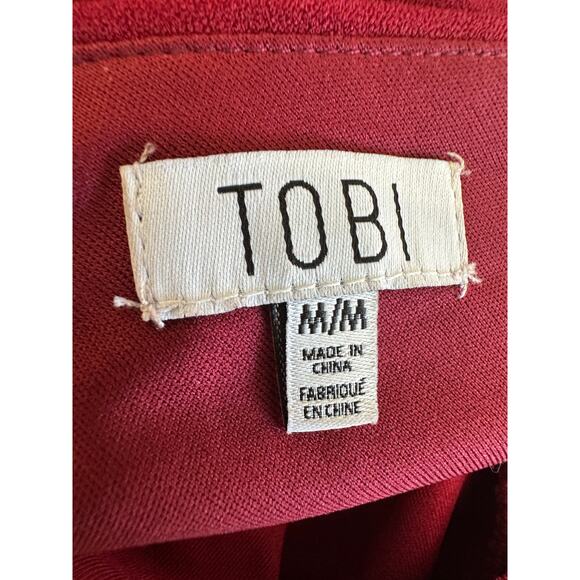 TOBI
M/M
MADE IN
CHINA
FABRIQUÉ
EN CHINE